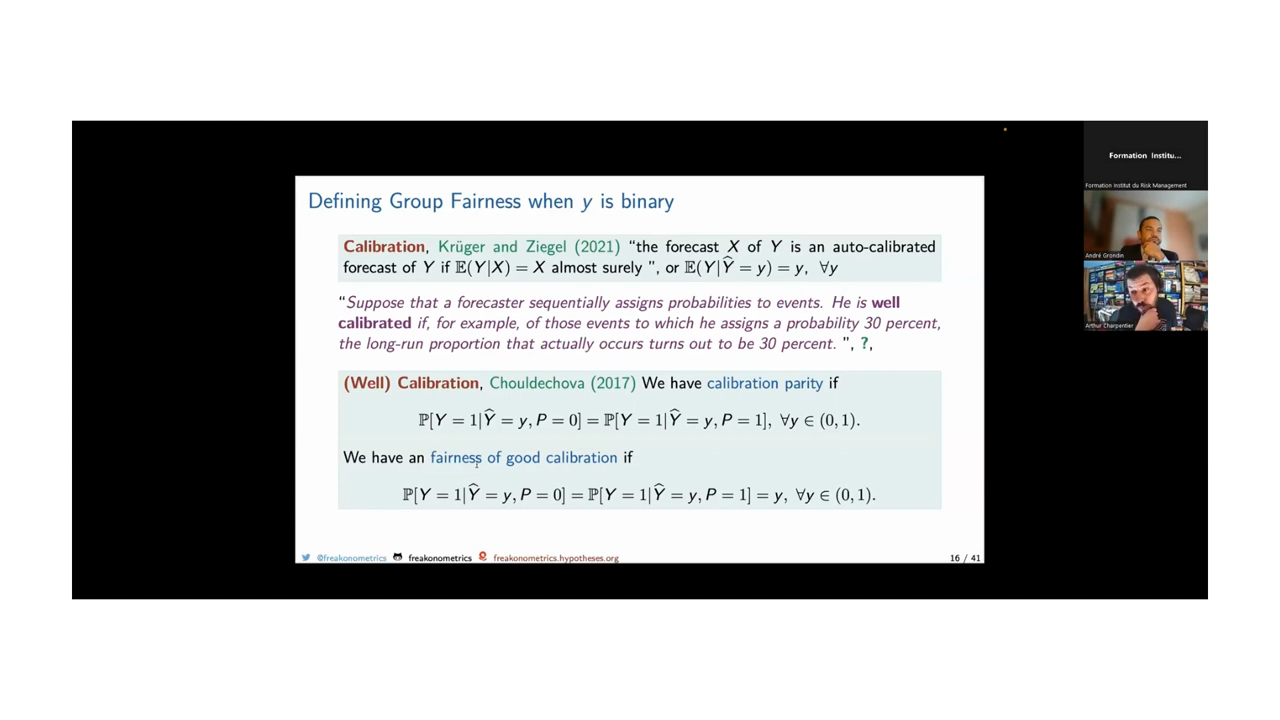 Defining Group Fairness when y is binary
Calibration, Krüger and Ziegel (2021) “the forecast X of Y is an auto-calibrated
forecast of Y if 𝔼(Y|X) = X almost surely ”, or 𝔼(Y|Ŷ = y) = y, ∀y
“Suppose that a forecaster sequentially assigns probabilities to events. He is well
calibrated if, for example, of those events to which he assigns a probability 30 percent,
the long-run proportion that actually occurs turns out to be 30 percent. ”, ?,
(Well) Calibration, Chouldechova (2017) We have calibration parity if
ℙ[Y = 1|Ŷ = y, P = 0] = ℙ[Y = 1|Ŷ = y, P = 1], ∀y ∈ (0, 1).
We have an fairness of good calibration if
ℙ[Y = 1|Ŷ = y, P = 0] = ℙ[Y = 1|Ŷ = y, P = 1] = y, ∀y ∈ (0, 1).
@freakonometrics freakonometrics freakonometrics.hypotheses.org 16 / 41
Formation Institu...
Formation Institut du Risk Management
André Grondin
Arthur Charpentier